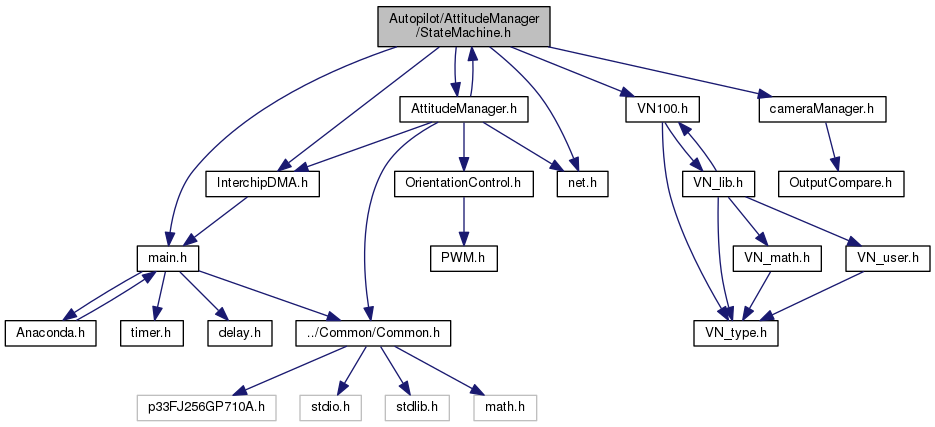 Autopilot/AttitudeManager
/StateMachine.h
AttitudeManager.h
VN100.h
cameraManager.h
InterchipDMA.h
OrientationControl.h
net.h
VN_lib.h
OutputCompare.h
main.h
PWM.h
VN_math.h
VN_user.h
Anaconda.h
timer.h
delay.h
../Common/Common.h
VN_type.h
p33FJ256GP710A.h
stdio.h
stdlib.h
math.h